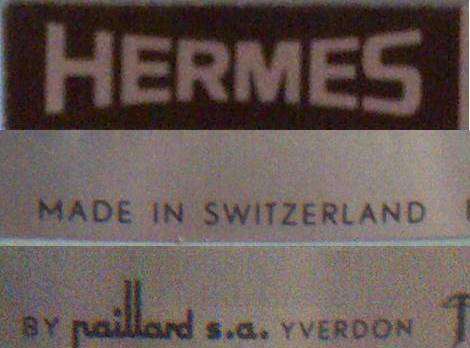 HERMES
MADE IN SWITZERLAND
BY paillard s.a. YVERDON